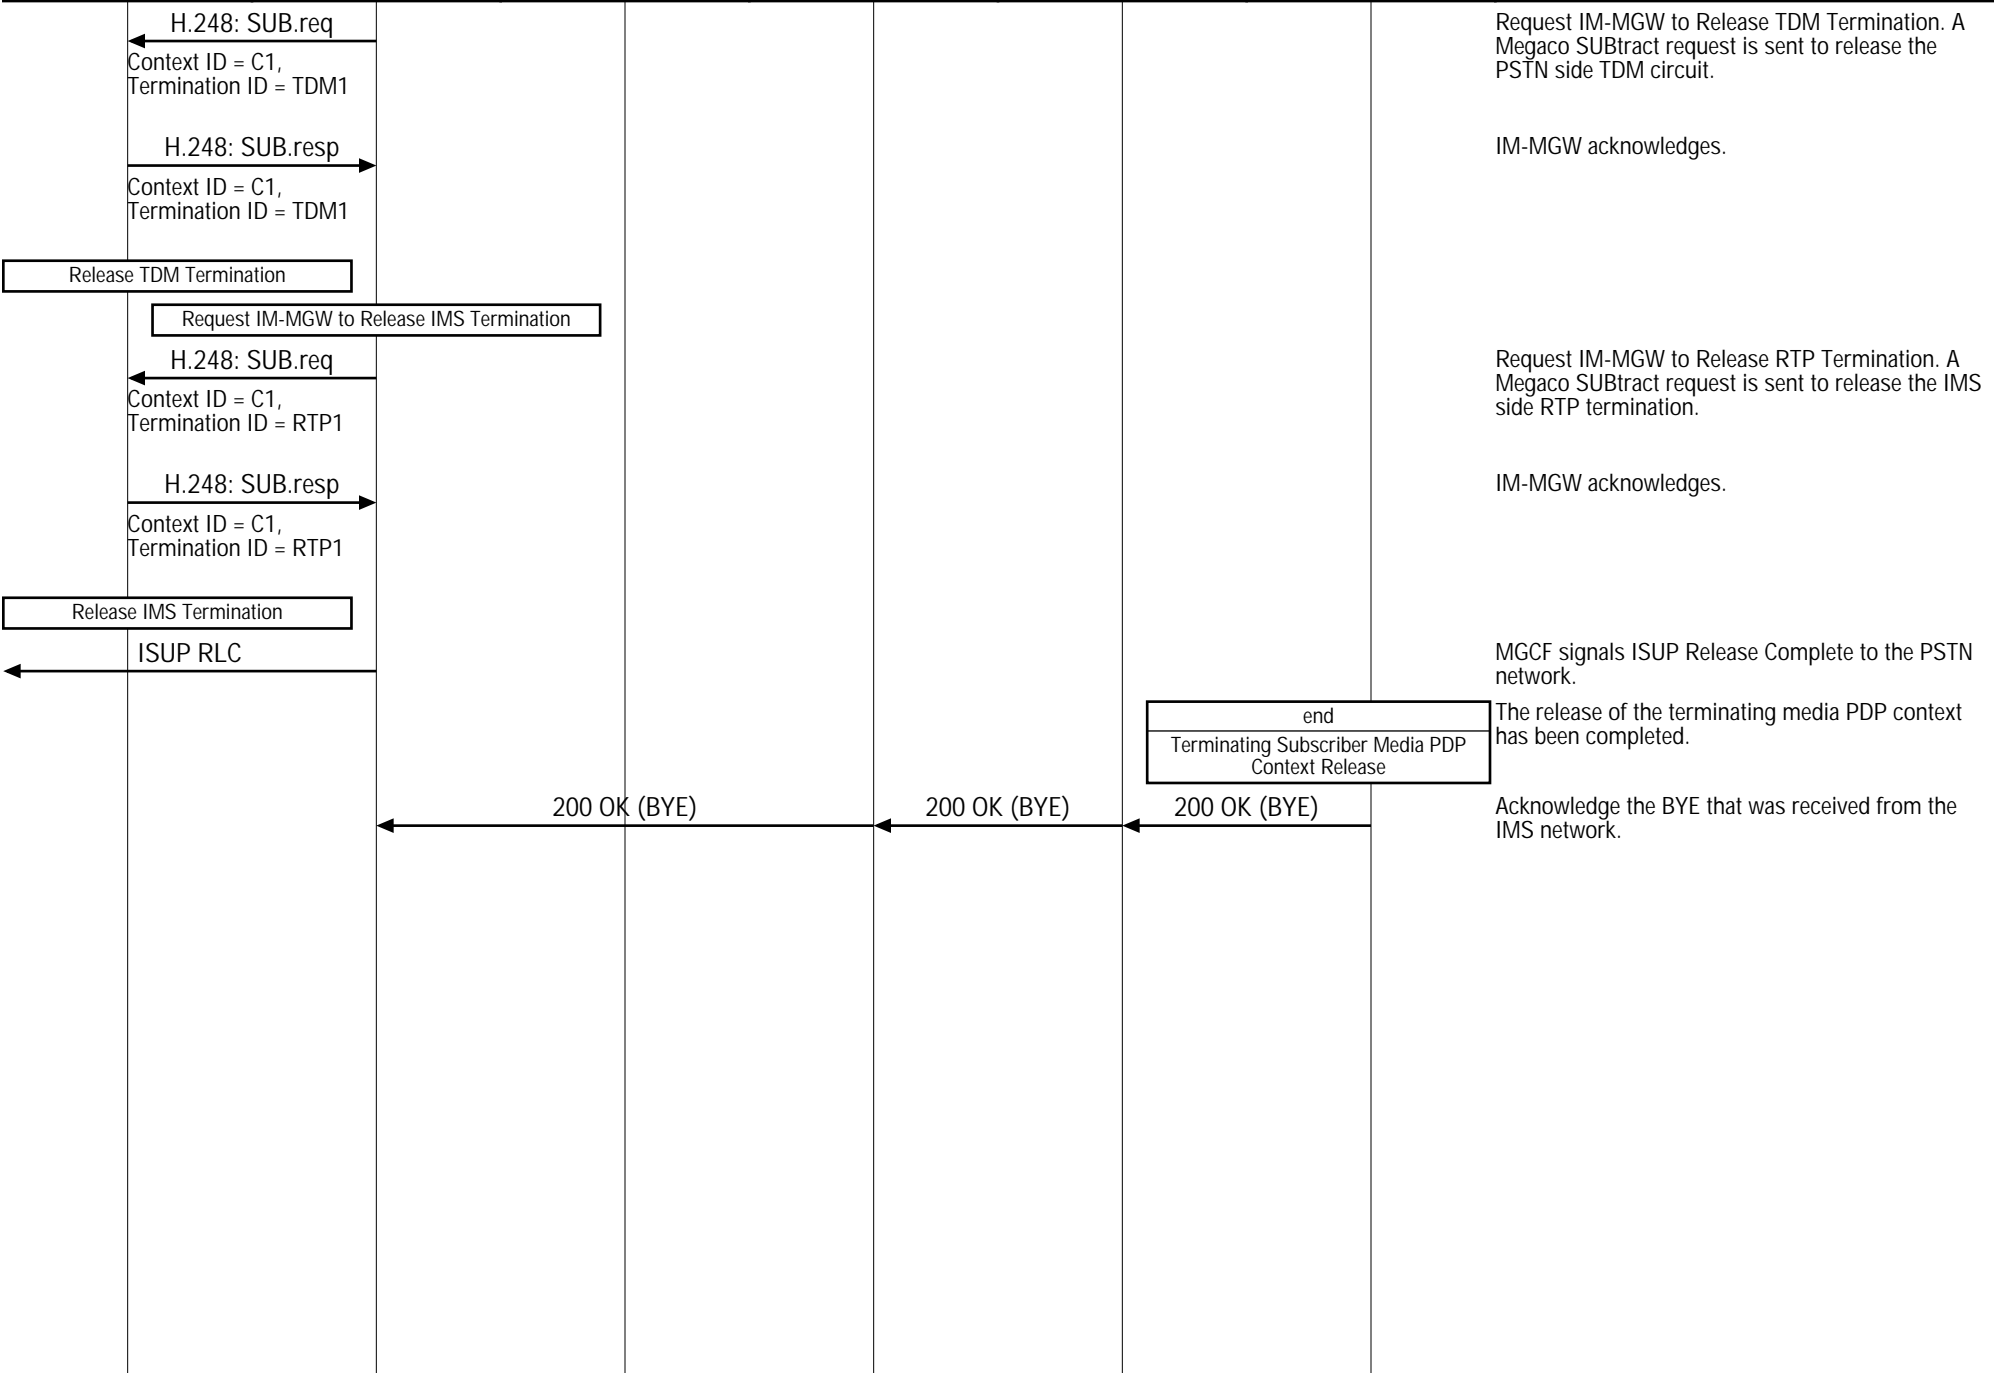 H.248: SUB.req
Request IM-MGW to Release TDM Termination. A
Megaco SUBtract request is sent to release the
PSTN side TDM circuit.
Context ID = C1,
Termination ID = TDM1
H.248: SUB.resp
IM-MGW acknowledges.
Context ID = C1,
Termination ID = TDM1
Release TDM Termination
Request IM-MGW to Release IMS Termination
H.248: SUB.req
Request IM-MGW to Release RTP Termination. A
Megaco SUBtract request is sent to release the IMS
side RTP termination.
Context ID = C1,
Termination ID = RTP1
H.248: SUB.resp
IM-MGW acknowledges.
Context ID = C1,
Termination ID = RTP1
Release IMS Termination
ISUP RLC
MGCF signals ISUP Release Complete to the PSTN
network.
end
Terminating Subscriber Media PDP
Context Release
The release of the terminating media PDP context
has been completed.
200 OK (BYE)
200 OK (BYE)
200 OK (BYE)
Acknowledge the BYE that was received from the
IMS network.